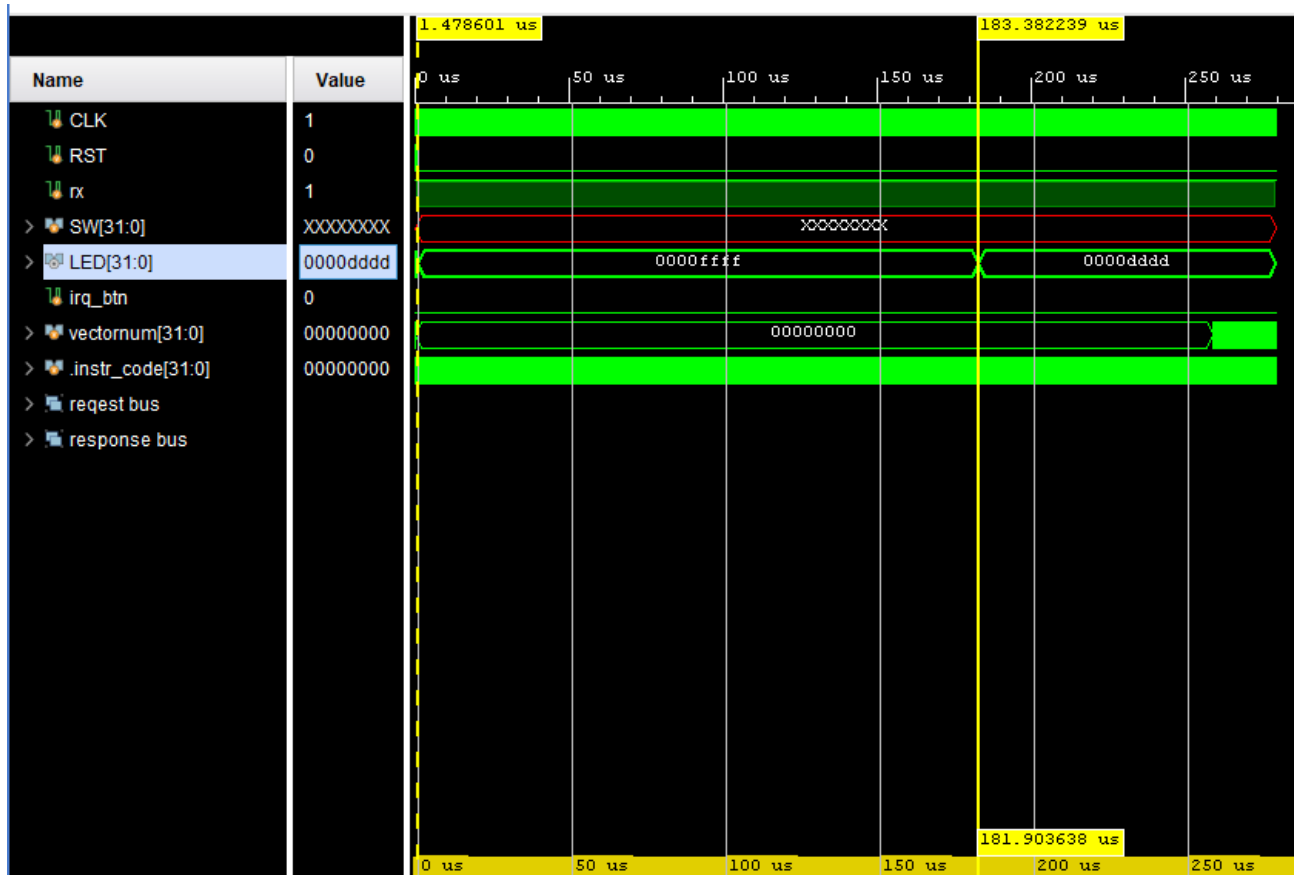 1.478601 us 183.382239 us
Name Value 0 us 50 us 100 us 150 us 200 us 250 us
CLK 1
RST 0
rx 1
SW[31:0] XXXXXXXX XXXXXXXX
LED[31:0] 0000dddd 0000ffff 0000dddd
irq_btn 0
vectornum[31:0] 00000000 00000000
.instr_code[31:0] 00000000
reqest bus
response bus
181.903638 us
0 us 50 us 100 us 150 us 200 us 250 us